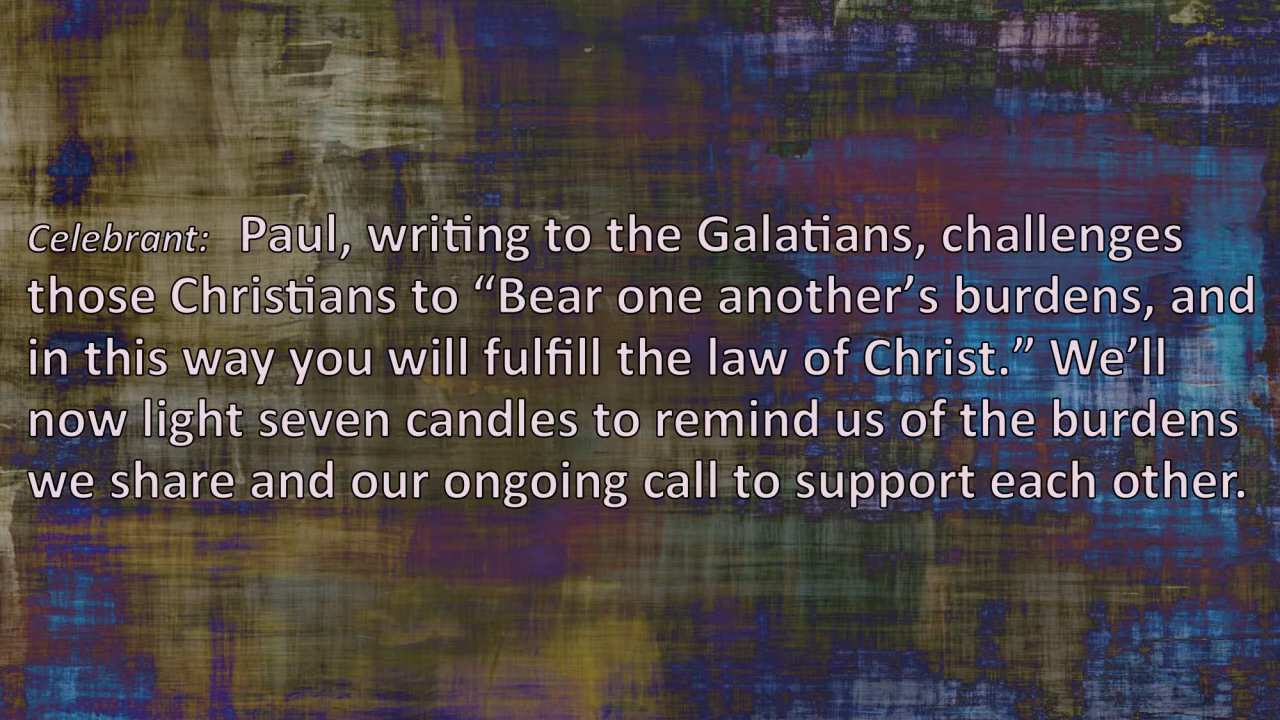 Celebrant: Paul, writing to the Galatians, challenges
those Christians to “Bear one another’s burdens, and
in this way you will fulfill the law of Christ.” We’ll
now light seven candles to remind us of the burdens
we share and our ongoing call to support each other.